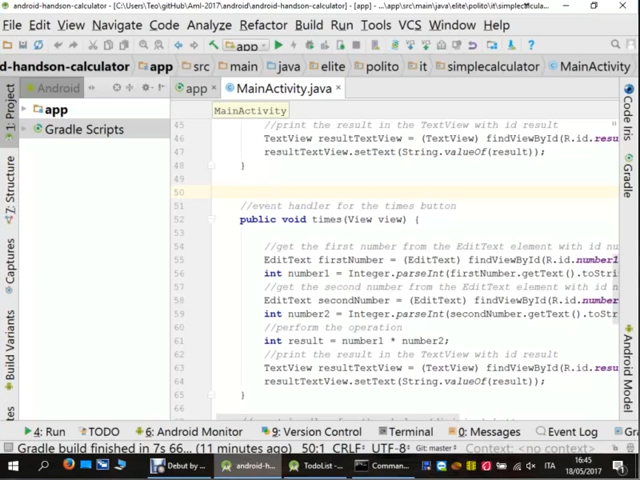 android-handson-calculator - [C:\Users\Teo\gitHub\AmI-2017\android\android-handson-calculator] - [app] - ...\app\src\main\java\elite\polito\it\simplec
File Edit View Navigate Code Analyze Refactor Build Run Tools VCS Window Help
app
d-handson-calculator app src main java elite polito it simplecalculator MainActivity
Android app MainActivity.java
MainActivity
1: Project
7: Structure
Captures
Build Variants
app
Gradle Scripts
45 //print the result in the TextView with id result
46 TextView resultTextView = (TextView) findViewById(R.id.resu
47 resultTextView.setText(String.valueOf(result));
48 }
49
50
51 //event handler for the times button
52 public void times(View view) {
53
54 //get the first number from the EditText element with id nu
55 EditText firstNumber = (EditText) findViewById(R.id.number1
56 int number1 = Integer.parseInt(firstNumber.getText().toStri
57 //get the second number from the EditText element with id n
58 EditText secondNumber = (EditText) findViewById(R.id.number
59 int number2 = Integer.parseInt(secondNumber.getText().toStr
60 //perform the operation
61 int result = number1 * number2;
62 //print the result in the TextView with id result
63 TextView resultTextView = (TextView) findViewById(R.id.resu
64 resultTextView.setText(String.valueOf(result));
65 }
66
Code Iris
Gradle
Android Model
4: Run TODO 6: Android Monitor 9: Version Control Terminal 0: Messages Event Log Gra
Gradle build finished in 7s 66... (11 minutes ago) 50:1 CRLF UTF-8 Git: master Context: <no context>
Debut by ... android-h... TodoList -... Comman... ITA 16:45
18/05/2017